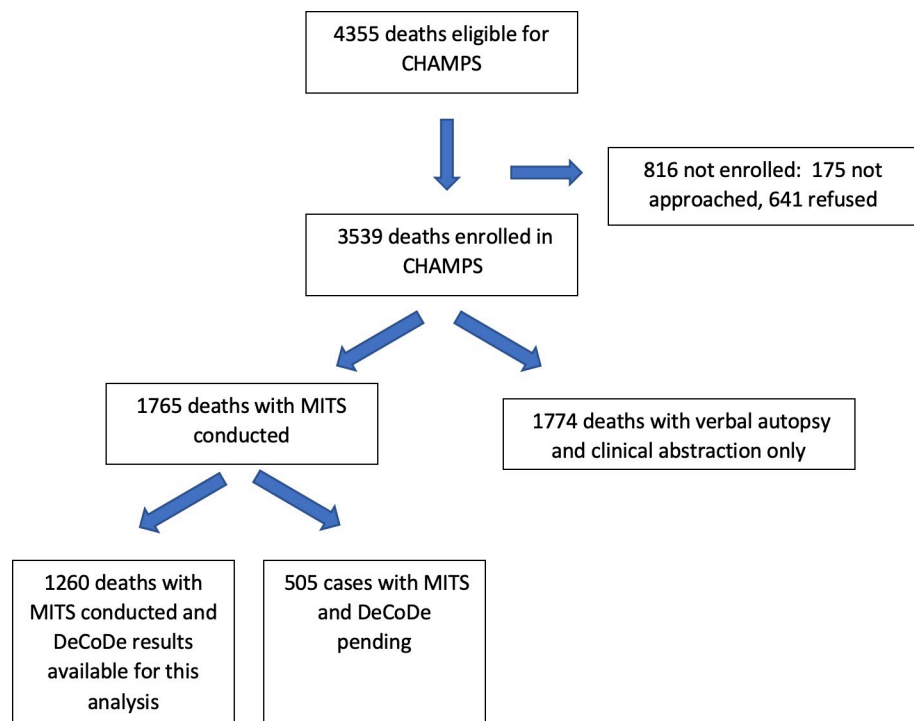 4355 deaths eligible for
CHAMPS
816 not enrolled:  175 not
approached, 641 refused
3539 deaths enrolled in
CHAMPS
1765 deaths with MITS
conducted
1774 deaths with verbal autopsy
and clinical abstraction only
1260 deaths with
MITS conducted and
DeCoDe results
available for this
analysis
505 cases with MITS
and DeCoDe
pending